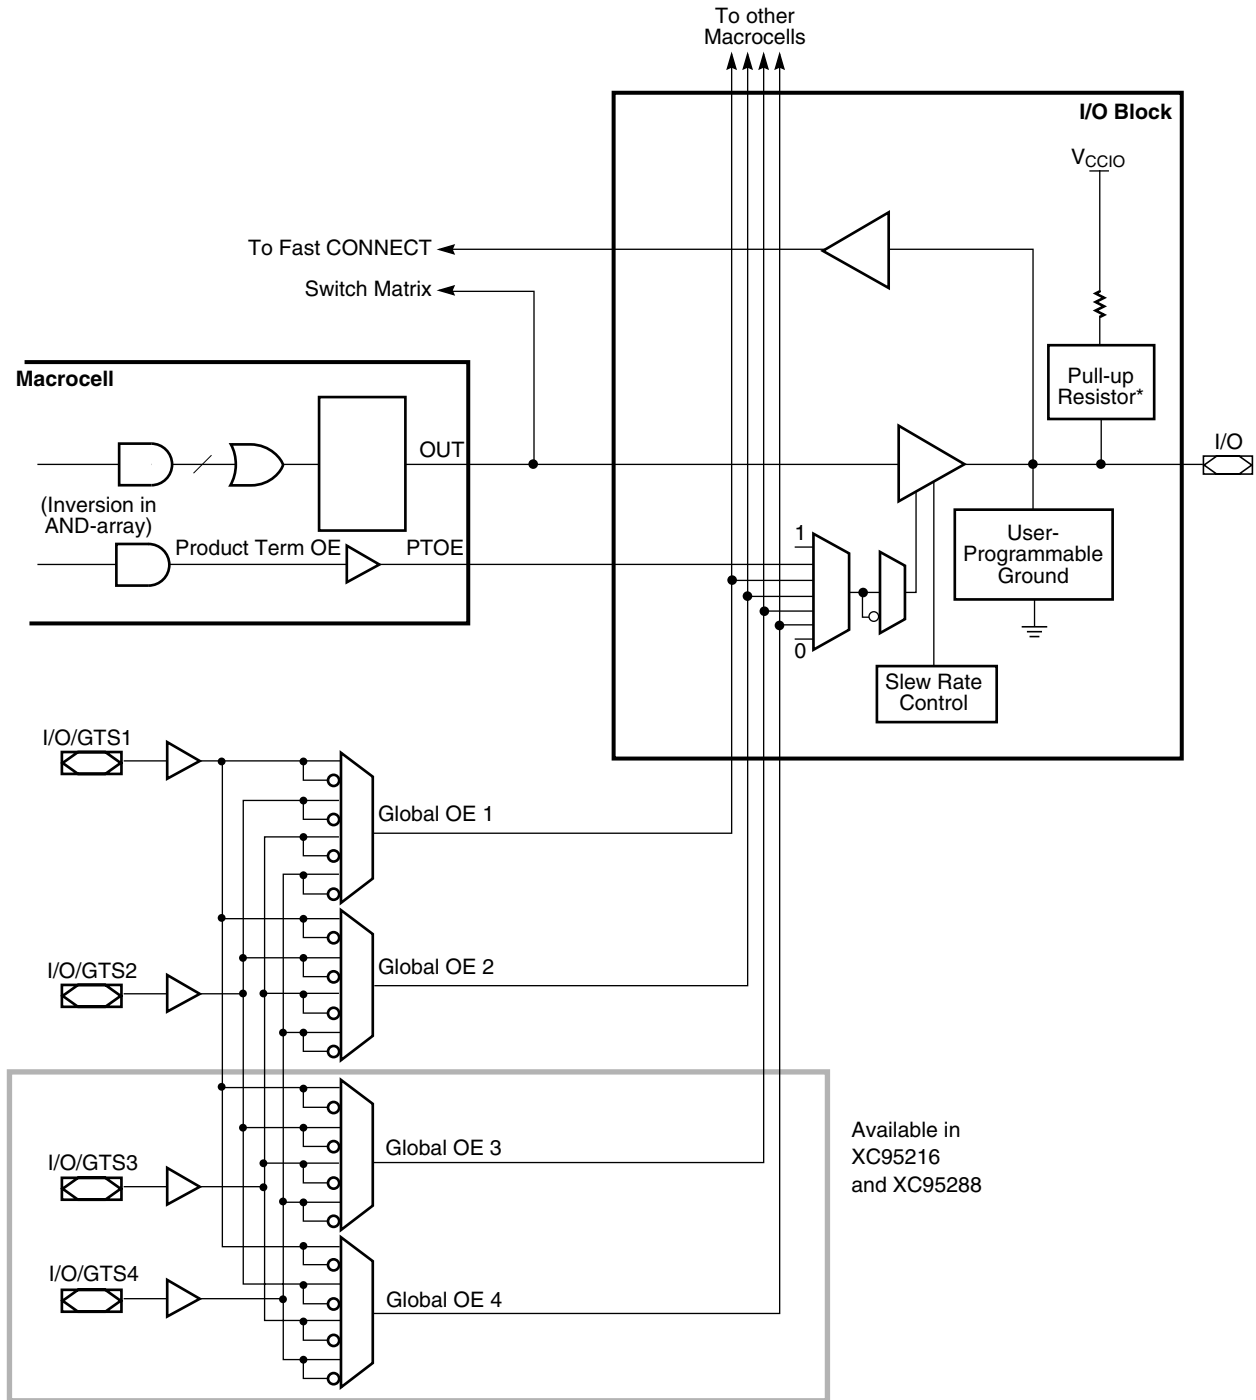 To other
Macrocells
I/O Block
VCCIO
To Fast CONNECT
Switch Matrix
Macrocell
Pull-up
Resistor*
OUT
I/O
(Inversion in
AND-array)
Product Term OE
PTOE
1
User-
Programmable
Ground
0
Slew Rate
Control
I/O/GTS1
Global OE 1
I/O/GTS2
Global OE 2
Available in
XC95216
and XC95288
I/O/GTS3
Global OE 3
I/O/GTS4
Global OE 4